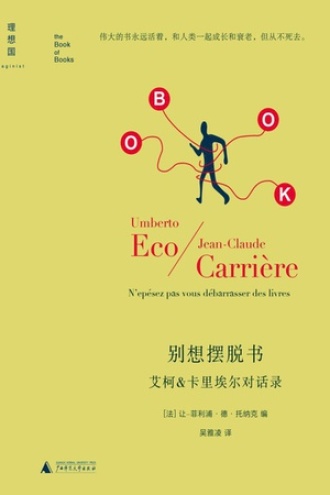 理想国
aginist
the
Book
of
Books
伟大的书永远活着，和人类一起成长和衰老，但从不死去。
B
O
O
K
Umberto
Eco
Jean-Claude
Carrière
N'epésez pas vous débarrasser des livres
别想摆脱书
艾柯&卡里埃尔对话录
[法] 让-菲利浦·德·托纳克 编
吴雅凌 译
广西师范大学出版社